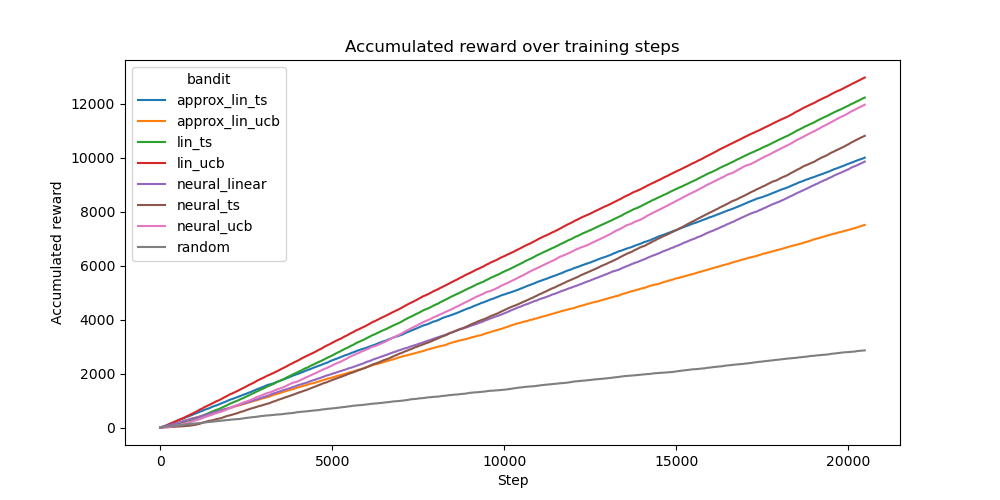 Accumulated reward over training steps
bandit
approx_lin_ts
approx_lin_ucb
lin_ts
lin_ucb
neural_linear
neural_ts
neural_ucb
random
Accumulated reward
12000
10000
8000
6000
4000
2000
0
0 5000 10000 15000 20000
Step